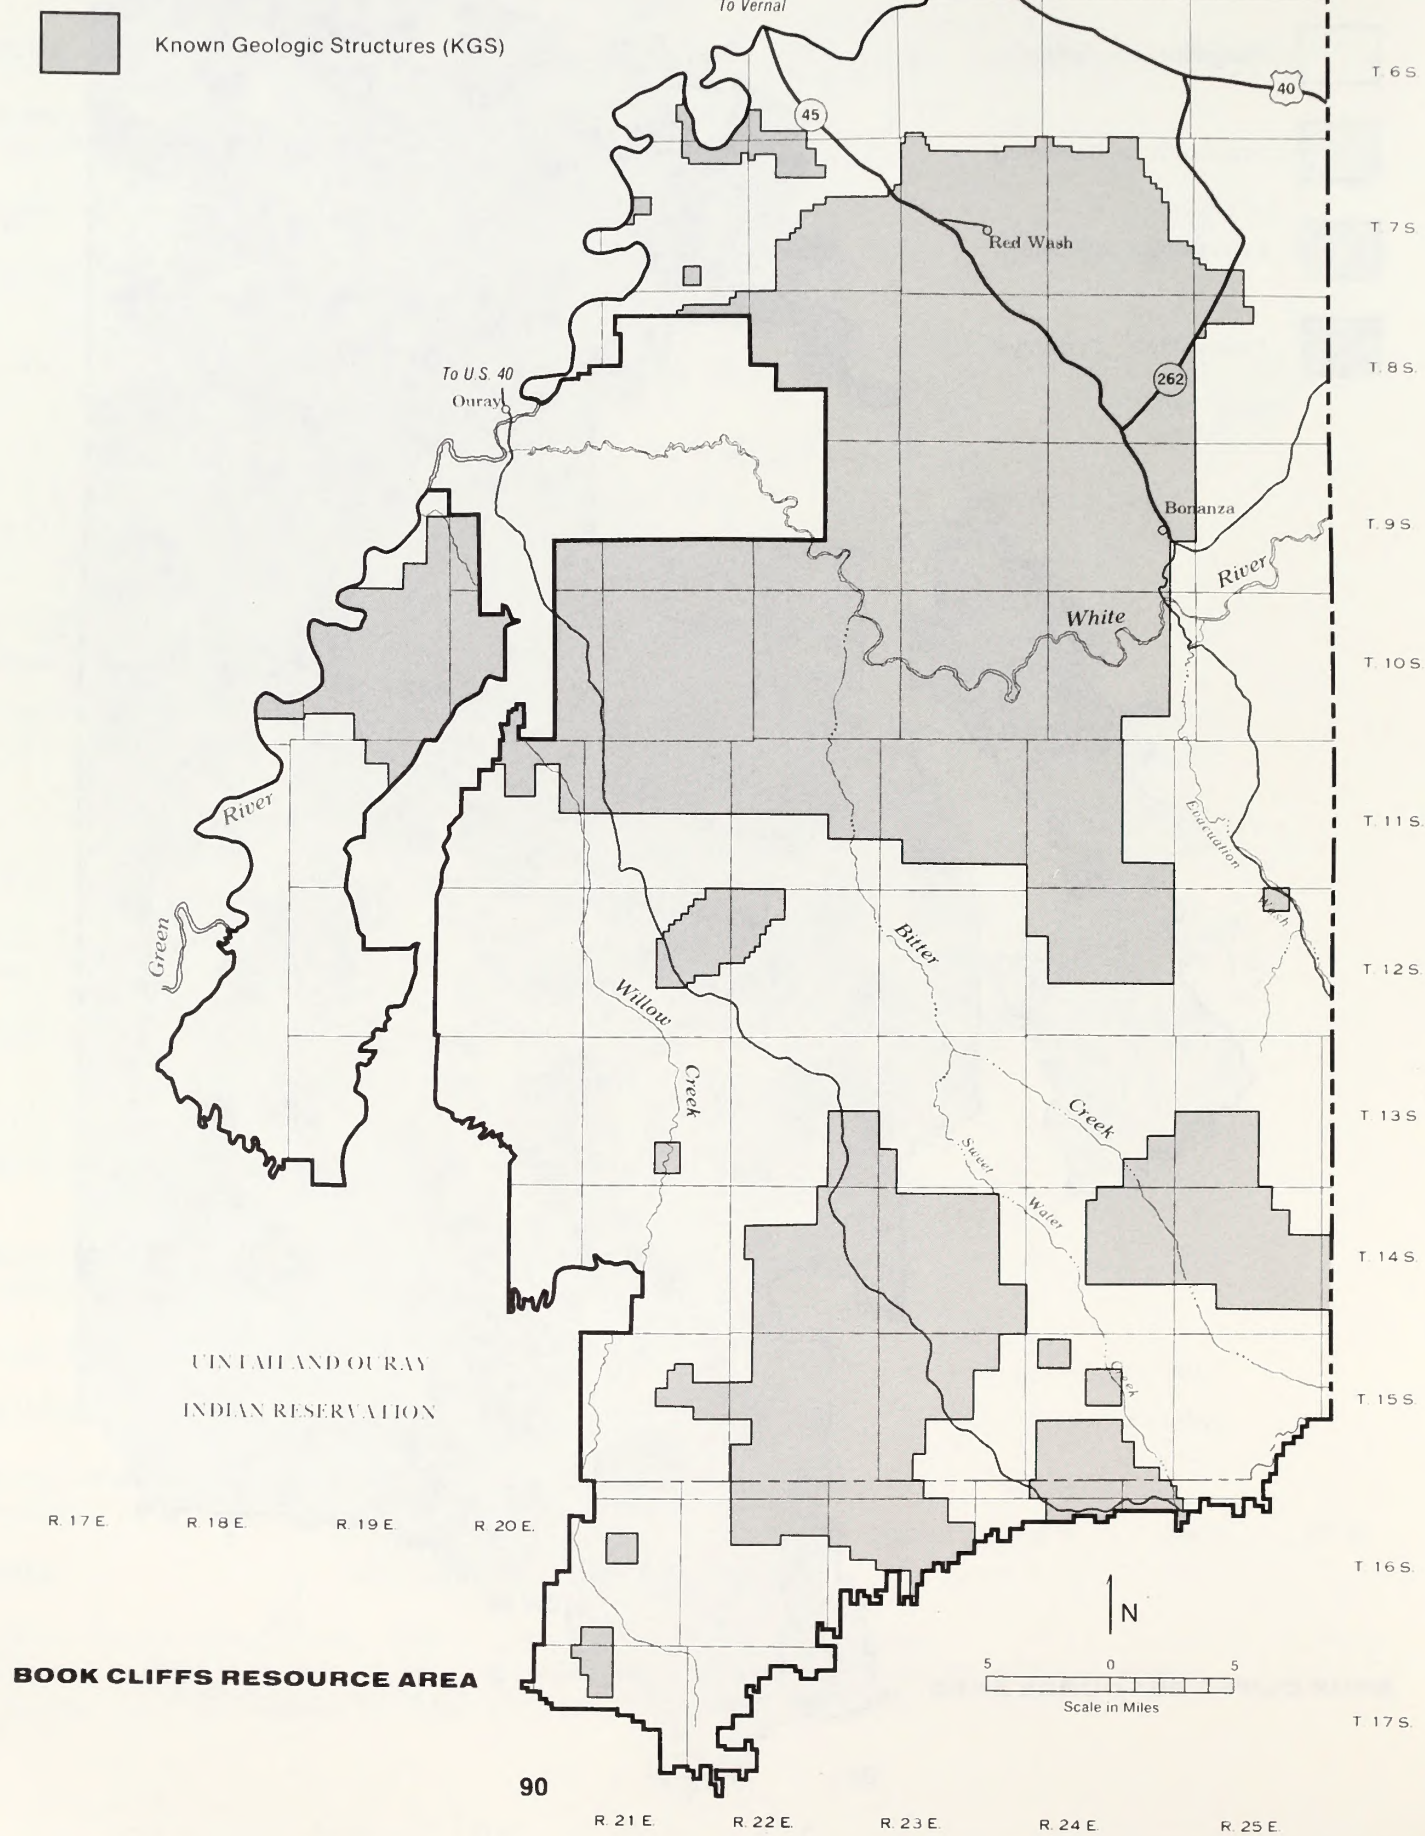 To Vernal
Known Geologic Structures (KGS)
T. 6 S.
40
45
T. 7 S.
Red Wash
To U.S. 40
Ouray
T. 8 S.
262
Bonanza
T. 9 S.
River
White
T. 10 S.
River
Evacuation
T. 11 S.
Wash
Green
Bitter
T. 12 S.
Willow
Creek
Creek
T. 13 S
Sweet
Water
T. 14 S.
UINTAH AND OURAY
INDIAN RESERVATION
Creek
T. 15 S.
R. 17 E.
R. 18 E.
R. 19 E.
R. 20 E.
T 16 S.
N
BOOK CLIFFS RESOURCE AREA
5 0 5
Scale in Miles
T 17 S.
90
R. 21 E.
R. 22 E.
R. 23 E.
R. 24 E.
R. 25 E.